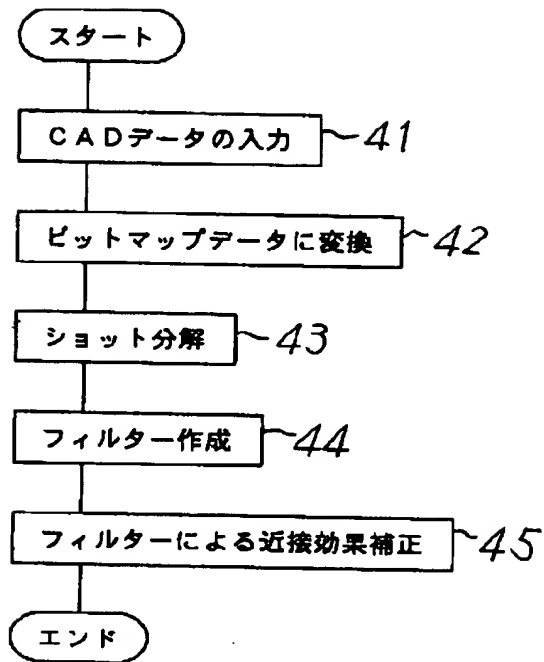 スタート
CADデータの入力 41
ビットマップデータに変換 42
ショット分解 43
フィルター作成 44
フィルターによる近接効果補正 45
エンド